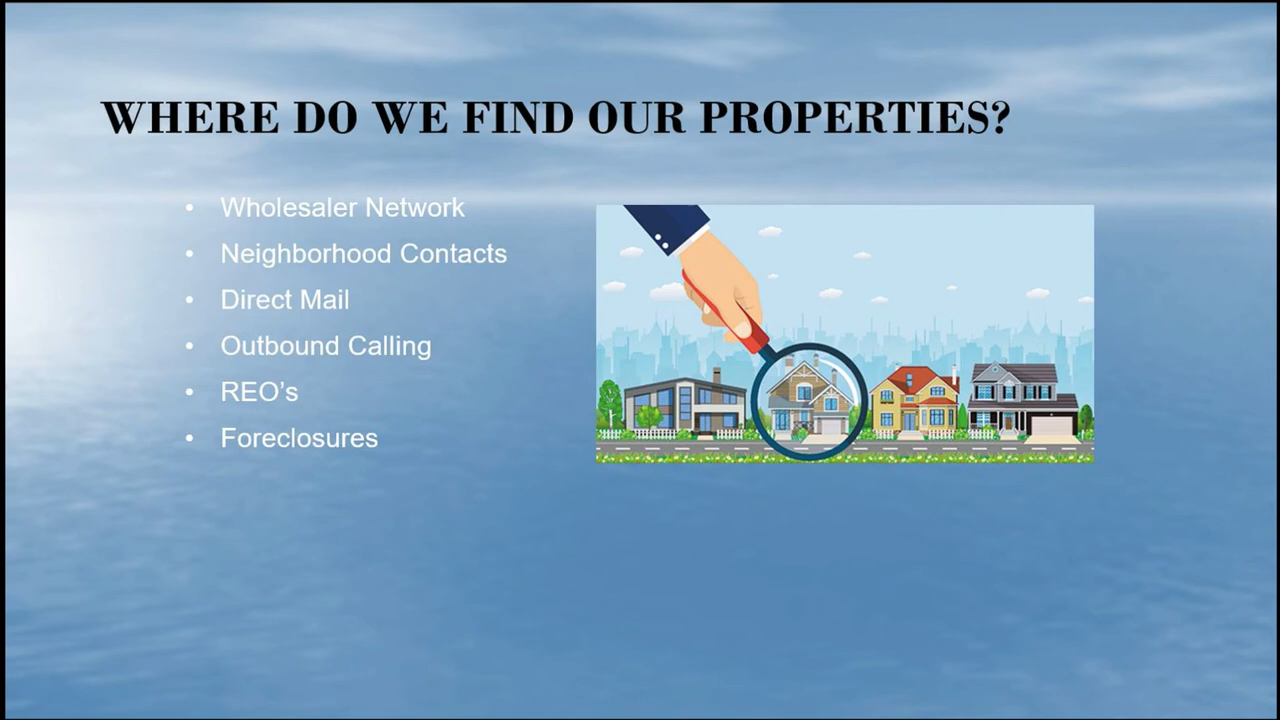 WHERE DO WE FIND OUR PROPERTIES?
• Wholesaler Network
• Neighborhood Contacts
• Direct Mail
• Outbound Calling
• REO’s
• Foreclosures